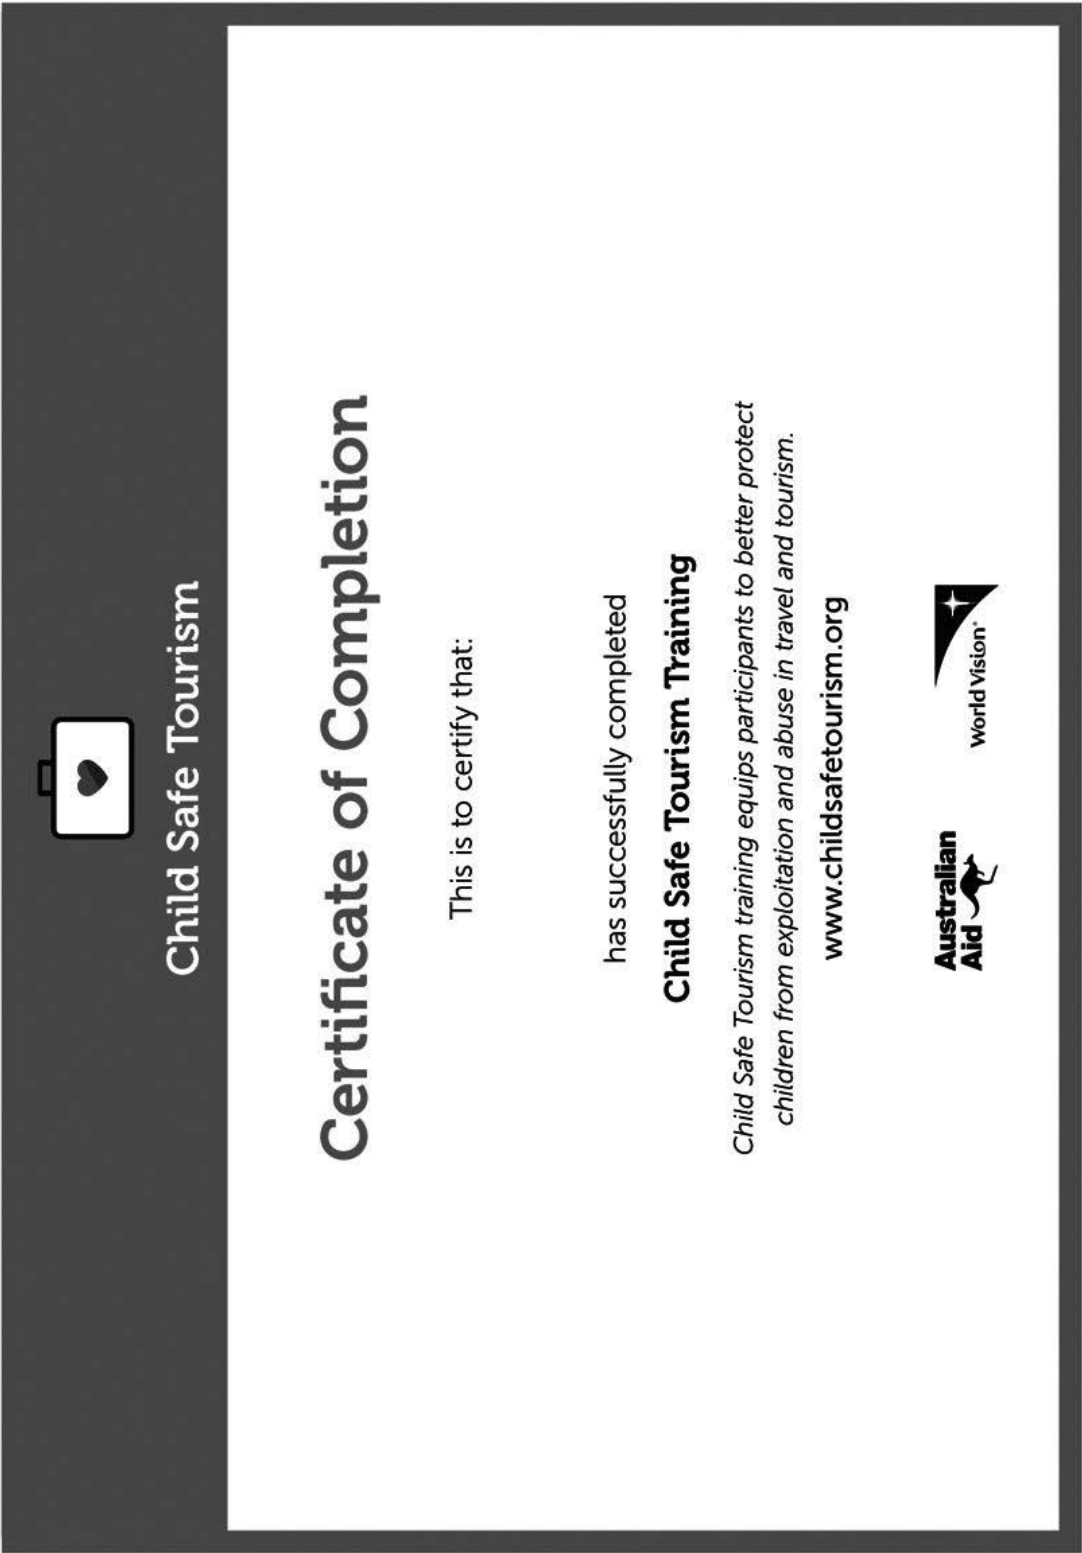 Child Safe Tourism
Certificate of Completion
This is to certify that:
has successfully completed
Child Safe Tourism Training
Child Safe Tourism training equips participants to better protect
children from exploitation and abuse in travel and tourism.
www.childsafetourism.org
Australian
Aid
World Vision®